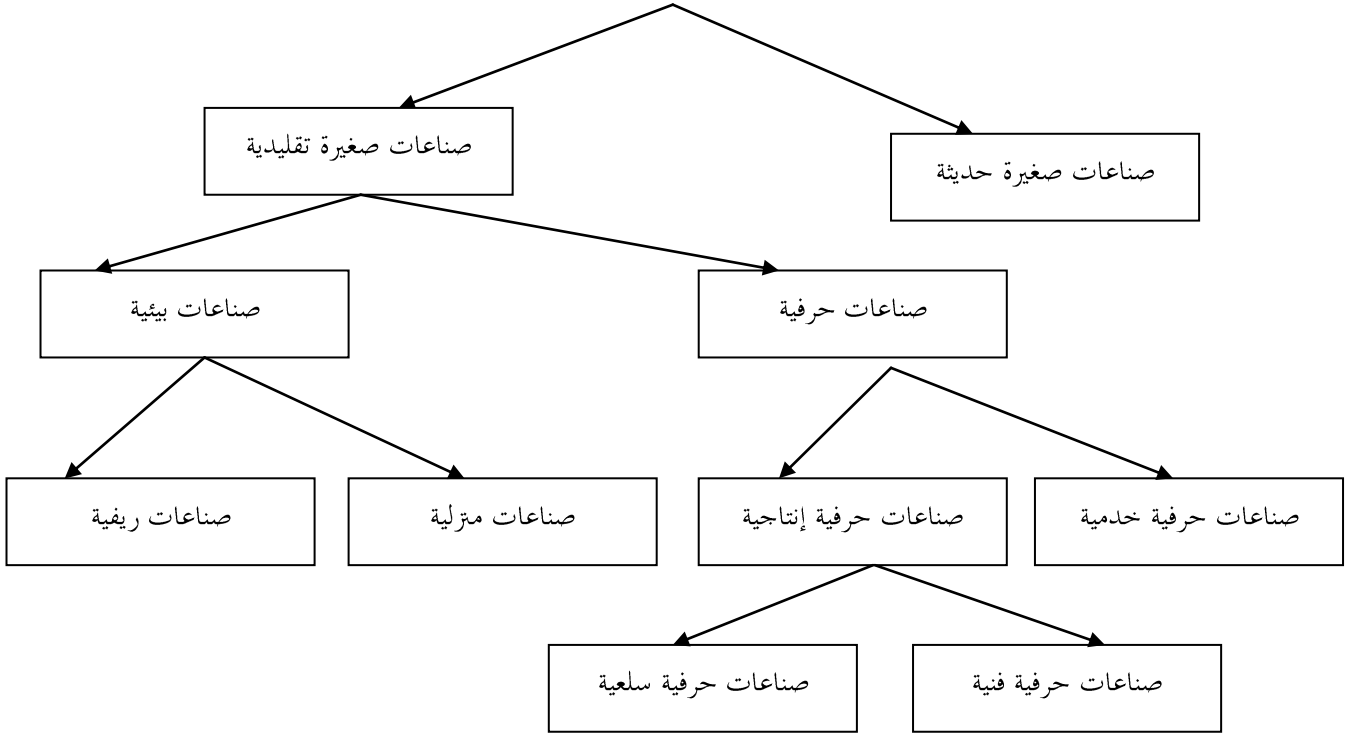 صناعات صغيرة تقليدية
صناعات صغيرة حديثة
صناعات بيئية
صناعات حرفية
صناعات ريفية
صناعات منزلية
صناعات حرفية إنتاجية
صناعات حرفية خدمية
صناعات حرفية سلعية
صناعات حرفية فنية